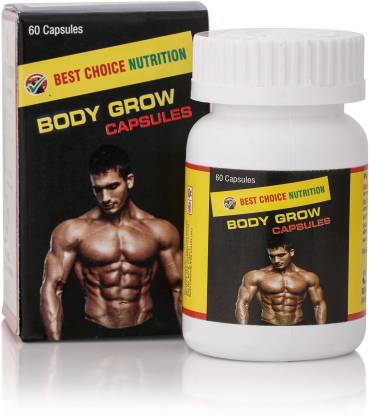 60 Capsules
BEST CHOICE NUTRITION
BODY GROW
CAPSULES
60 Capsules
BEST CHOICE NUTRITION
BODY GROW
CAPSULES